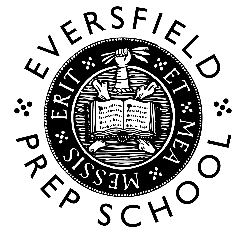 EVERSFIELD
PREP SCHOOL
ERIT ET MEA MESSIS